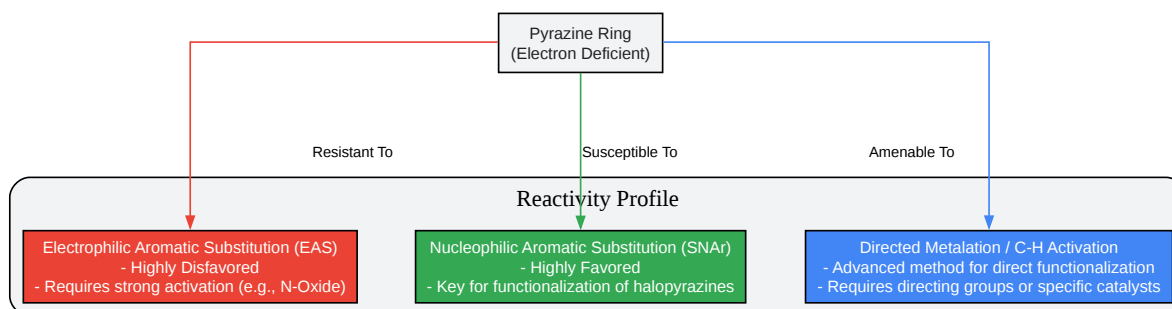 Pyrazine Ring
(Electron Deficient)
Resistant To
Susceptible To
Amenable To
Reactivity Profile
Electrophilic Aromatic Substitution (EAS)
- Highly Disfavored
- Requires strong activation (e.g., N-Oxide)
Nucleophilic Aromatic Substitution (SNAr)
- Highly Favored
- Key for functionalization of halopyrazines
Directed Metalation / C-H Activation
- Advanced method for direct functionalization
- Requires directing groups or specific catalysts